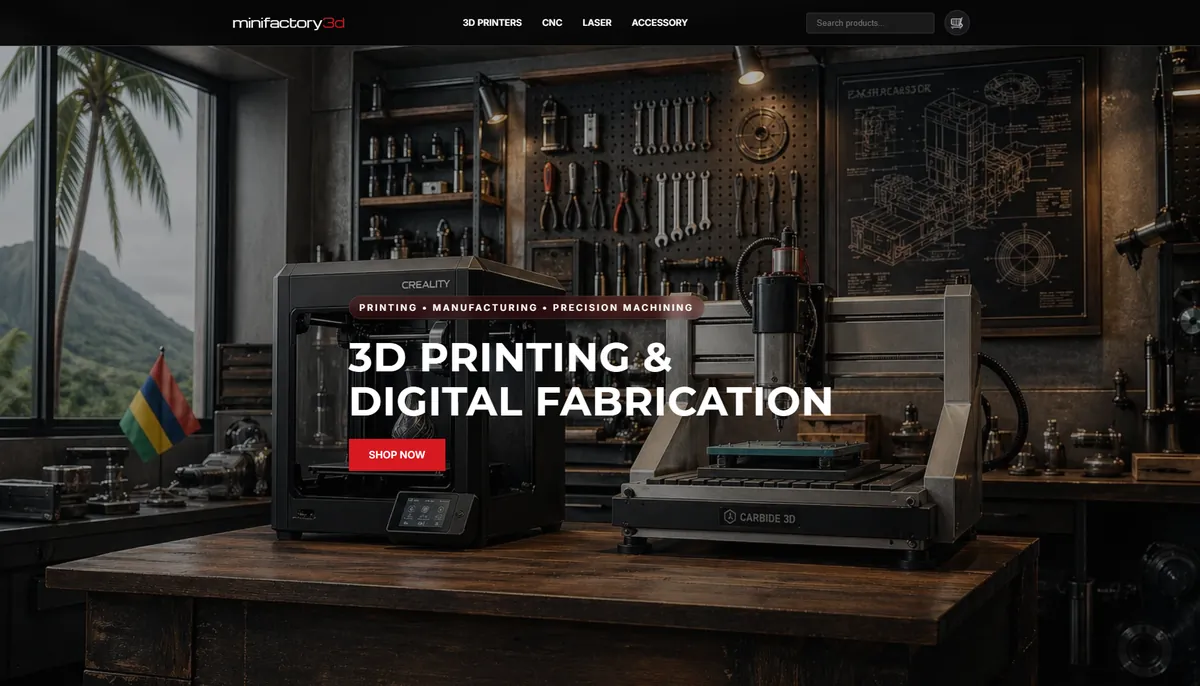 minifactory3d
3D PRINTERS
CNC
LASER
ACCESSORY
Search products...
CREALITY
PRINTING • MANUFACTURING • PRECISION MACHINING
3D PRINTING &
DIGITAL FABRICATION
SHOP NOW
CARBIDE 3D